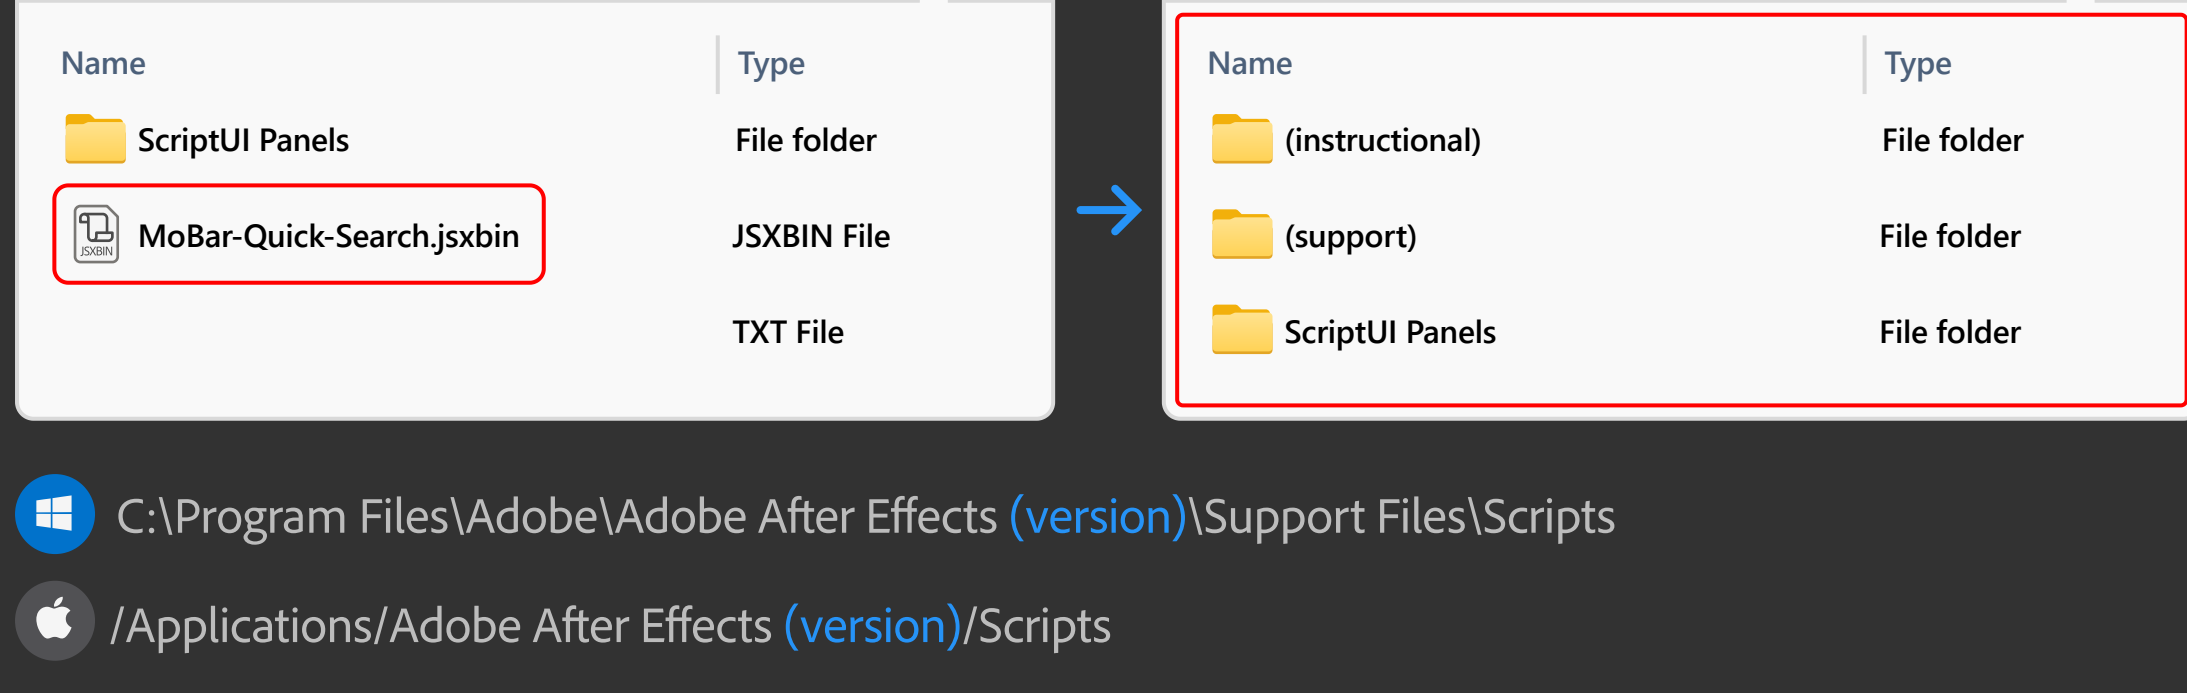 Name Type
ScriptUI Panels File folder
JSXBIN MoBar-Quick-Search.jsxbin JSXBIN File
TXT File
Name Type
(instructional) File folder
(support) File folder
ScriptUI Panels File folder
C:\Program Files\Adobe\Adobe After Effects (version)\Support Files\Scripts
/Applications/Adobe After Effects (version)/Scripts